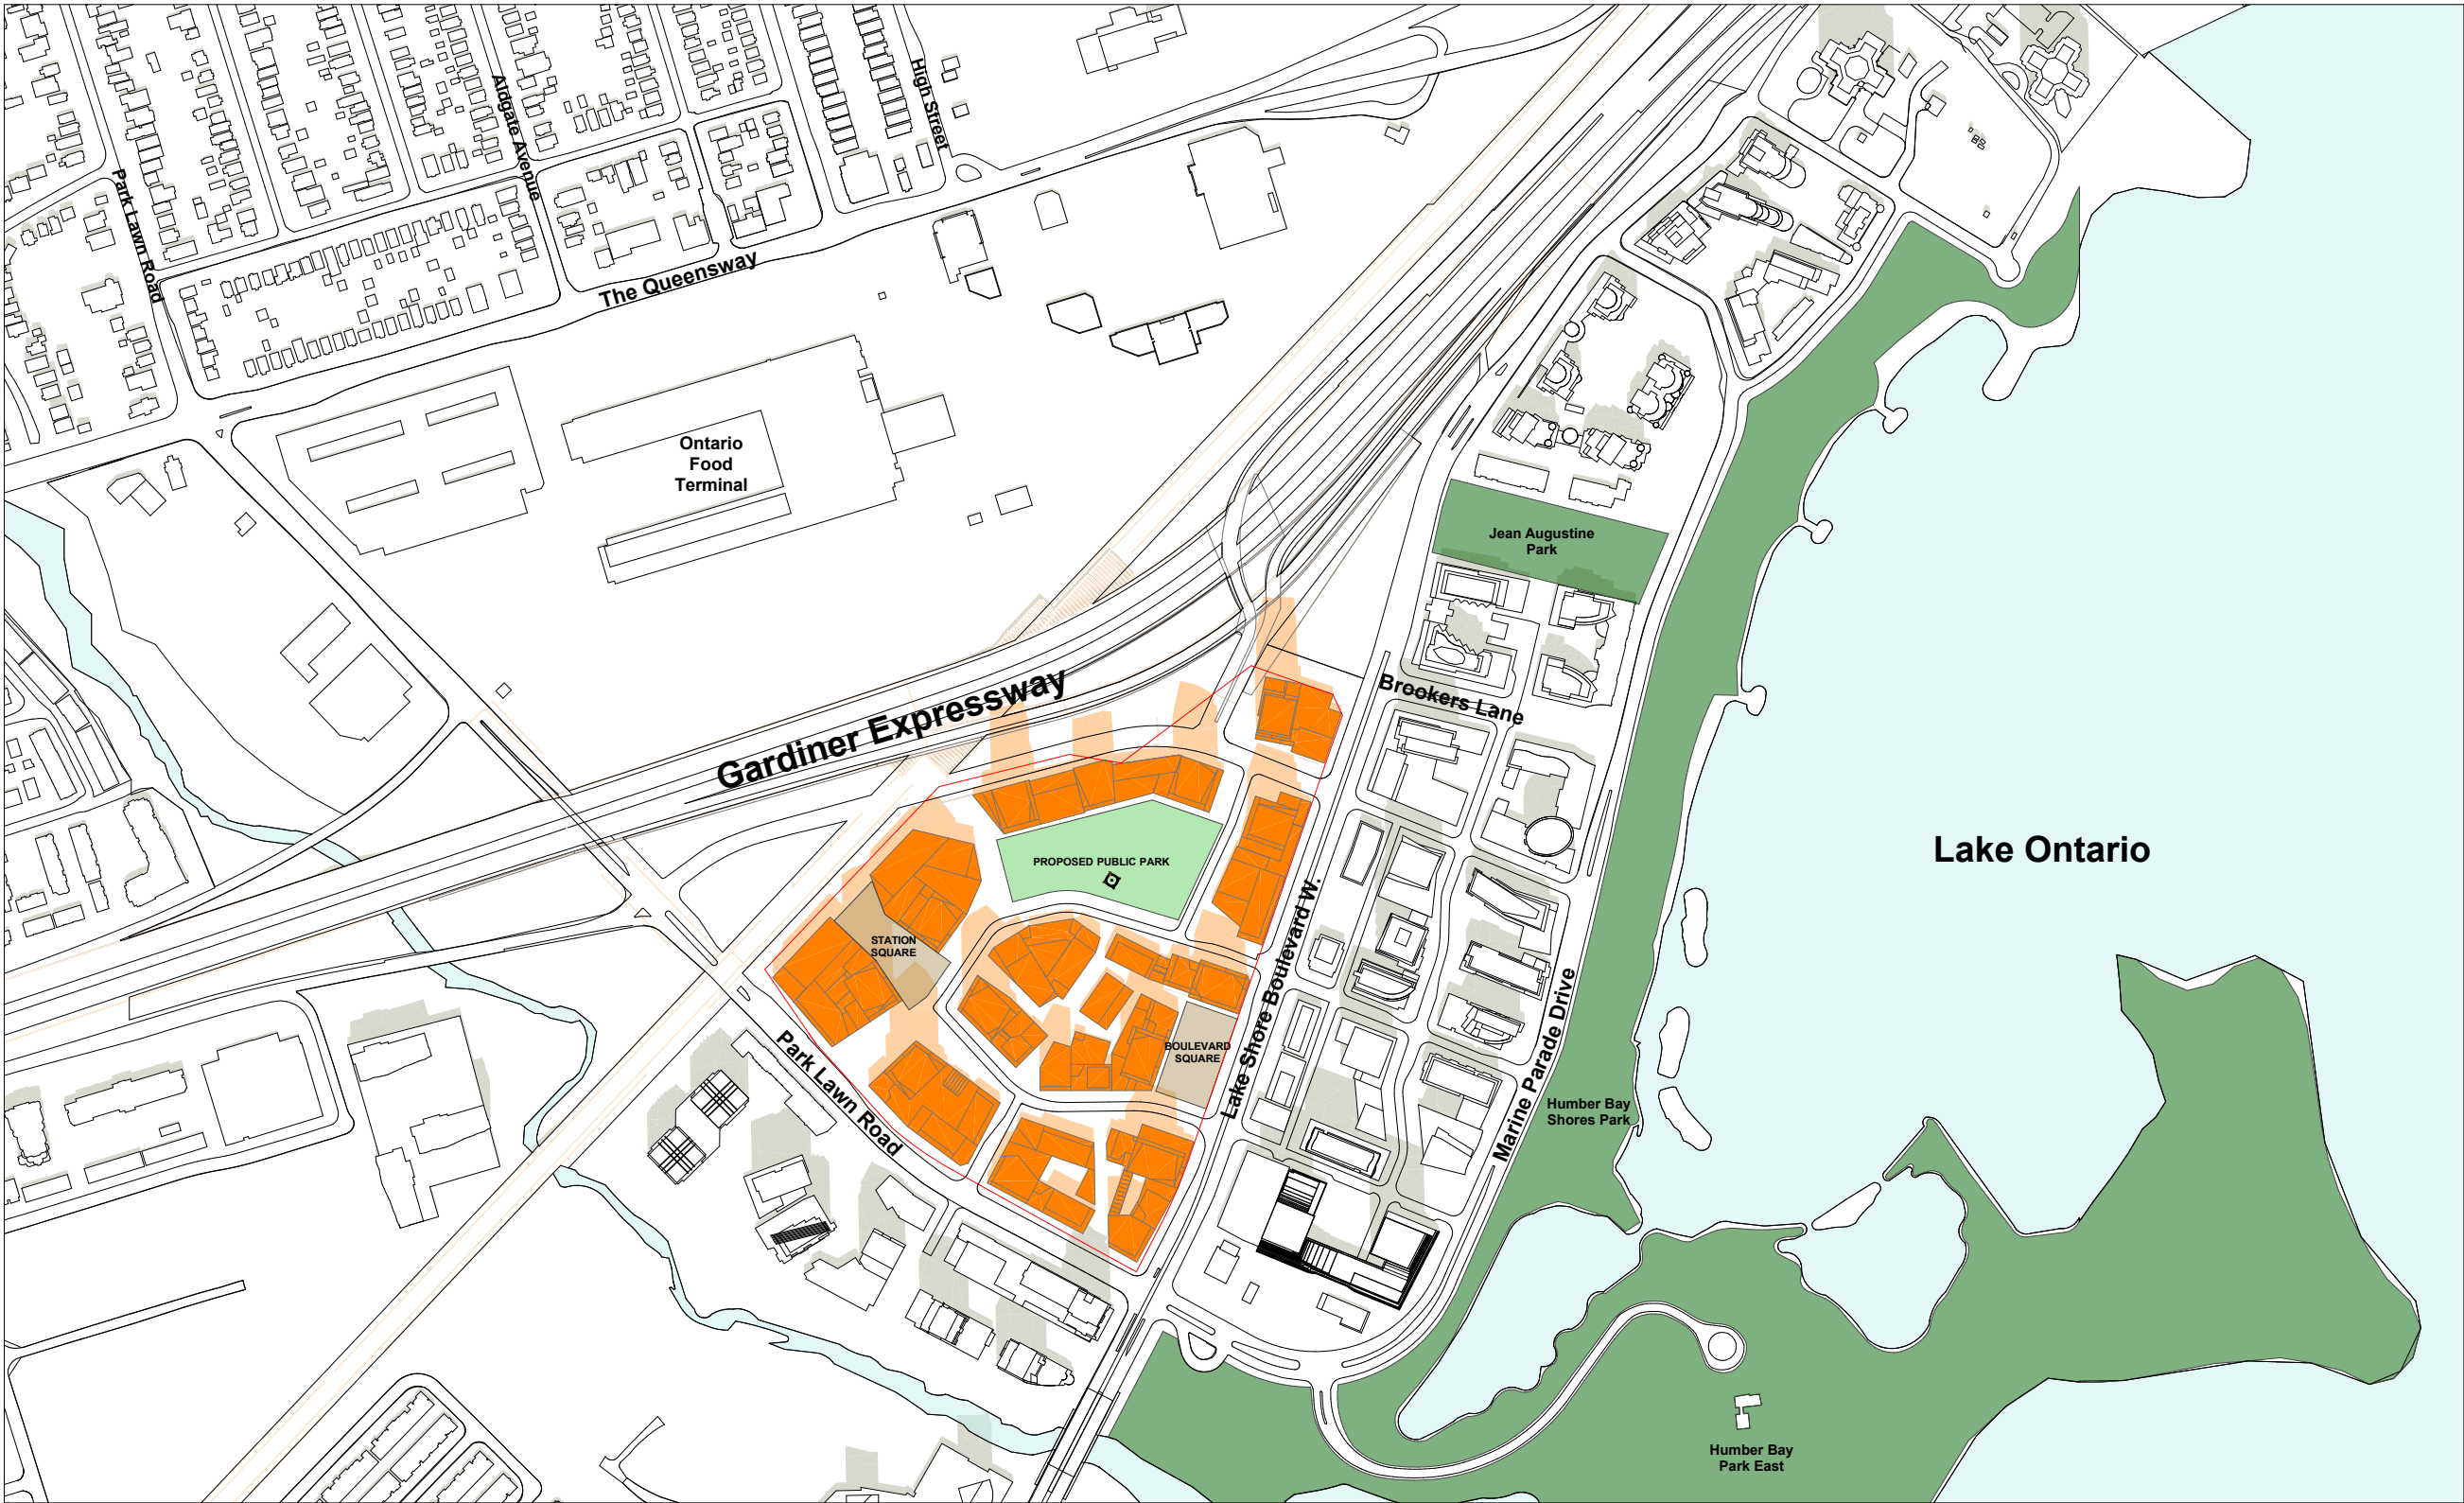 High Street
Aldgate Avenue
Park Lawn Road
The Queensway
Ontario
Food
Terminal
Jean Augustine
Park
Gardiner Expressway
Brookers Lane
Lake Ontario
PROPOSED PUBLIC PARK
STATION
SQUARE
Lake Shore Boulevard W.
BOULEVARD
SQUARE
Park Lawn Road
Marine Parade Drive
Humber Bay
Shores Park
Humber Bay
Park East